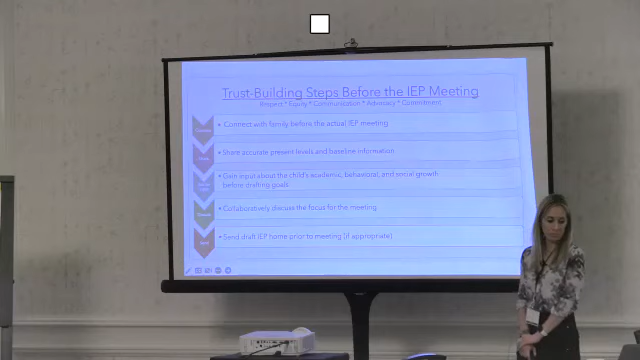 Trust-Building Steps Before the IEP Meeting
Respect * Equity * Communication * Advocacy * Commitment
• Connect with family before the actual IEP meeting
• Share accurate present levels and baseline information
• Gain input about the child's academic, behavioral, and social growth
before drafting goals
• Collaboratively discuss the focus for the meeting
• Send draft IEP home prior to meeting (if appropriate)